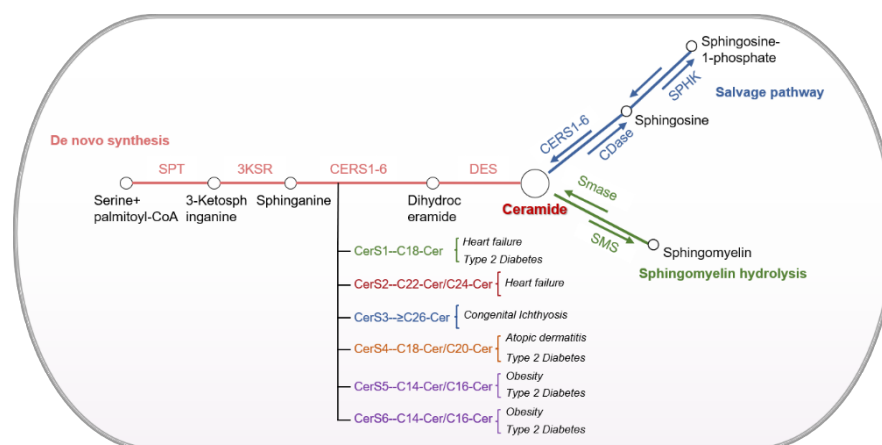 Sphingosine-
1-phosphate
SPHK
Salvage pathway
Sphingosine
CERS1-6
CDase
De novo synthesis
SPT
3KSR
CERS1-6
DES
Serine+
palmitoyl-CoA
3-Ketosph
inganine
Sphinganine
Dihydroc
eramide
Ceramide
Smase
SMS
Sphingomyelin
Sphingomyelin hydrolysis
CerS1--C18-Cer
Heart failure
Type 2 Diabetes
CerS2--C22-Cer/C24-Cer
Heart failure
CerS3--≥C26-Cer
Congenital Ichthyosis
CerS4--C18-Cer/C20-Cer
Atopic dermatitis
Type 2 Diabetes
CerS5--C14-Cer/C16-Cer
Obesity
Type 2 Diabetes
CerS6--C14-Cer/C16-Cer
Obesity
Type 2 Diabetes